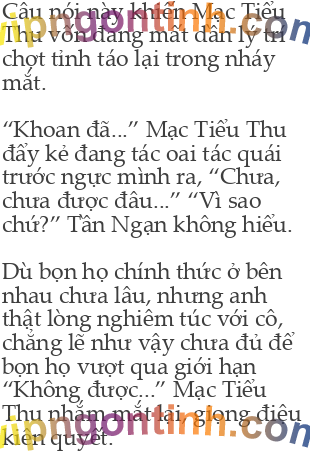 Câu nói này khiến Mạc Tiểu
Thu vốn đang mất dần lý trí
chợt tỉnh táo lại trong nháy
mắt.
“Khoan đã...” Mạc Tiểu Thu
đẩy kẻ đang tác oai tác quái
trước ngực mình ra, “Chưa,
chưa được đâu...” “Vì sao
chứ?” Tần Ngạn không hiểu.
Dù bọn họ chính thức ở bên
nhau chưa lâu, nhưng anh
thật lòng nghiêm túc với cô,
chẳng lẽ như vậy chưa đủ để
bọn họ vượt qua giới hạn
“Không được...” Mạc Tiểu
Thu nhắm mắt lại, giọng điệu
kiên quyết.
vipngontinh.com
vipngontinh.com